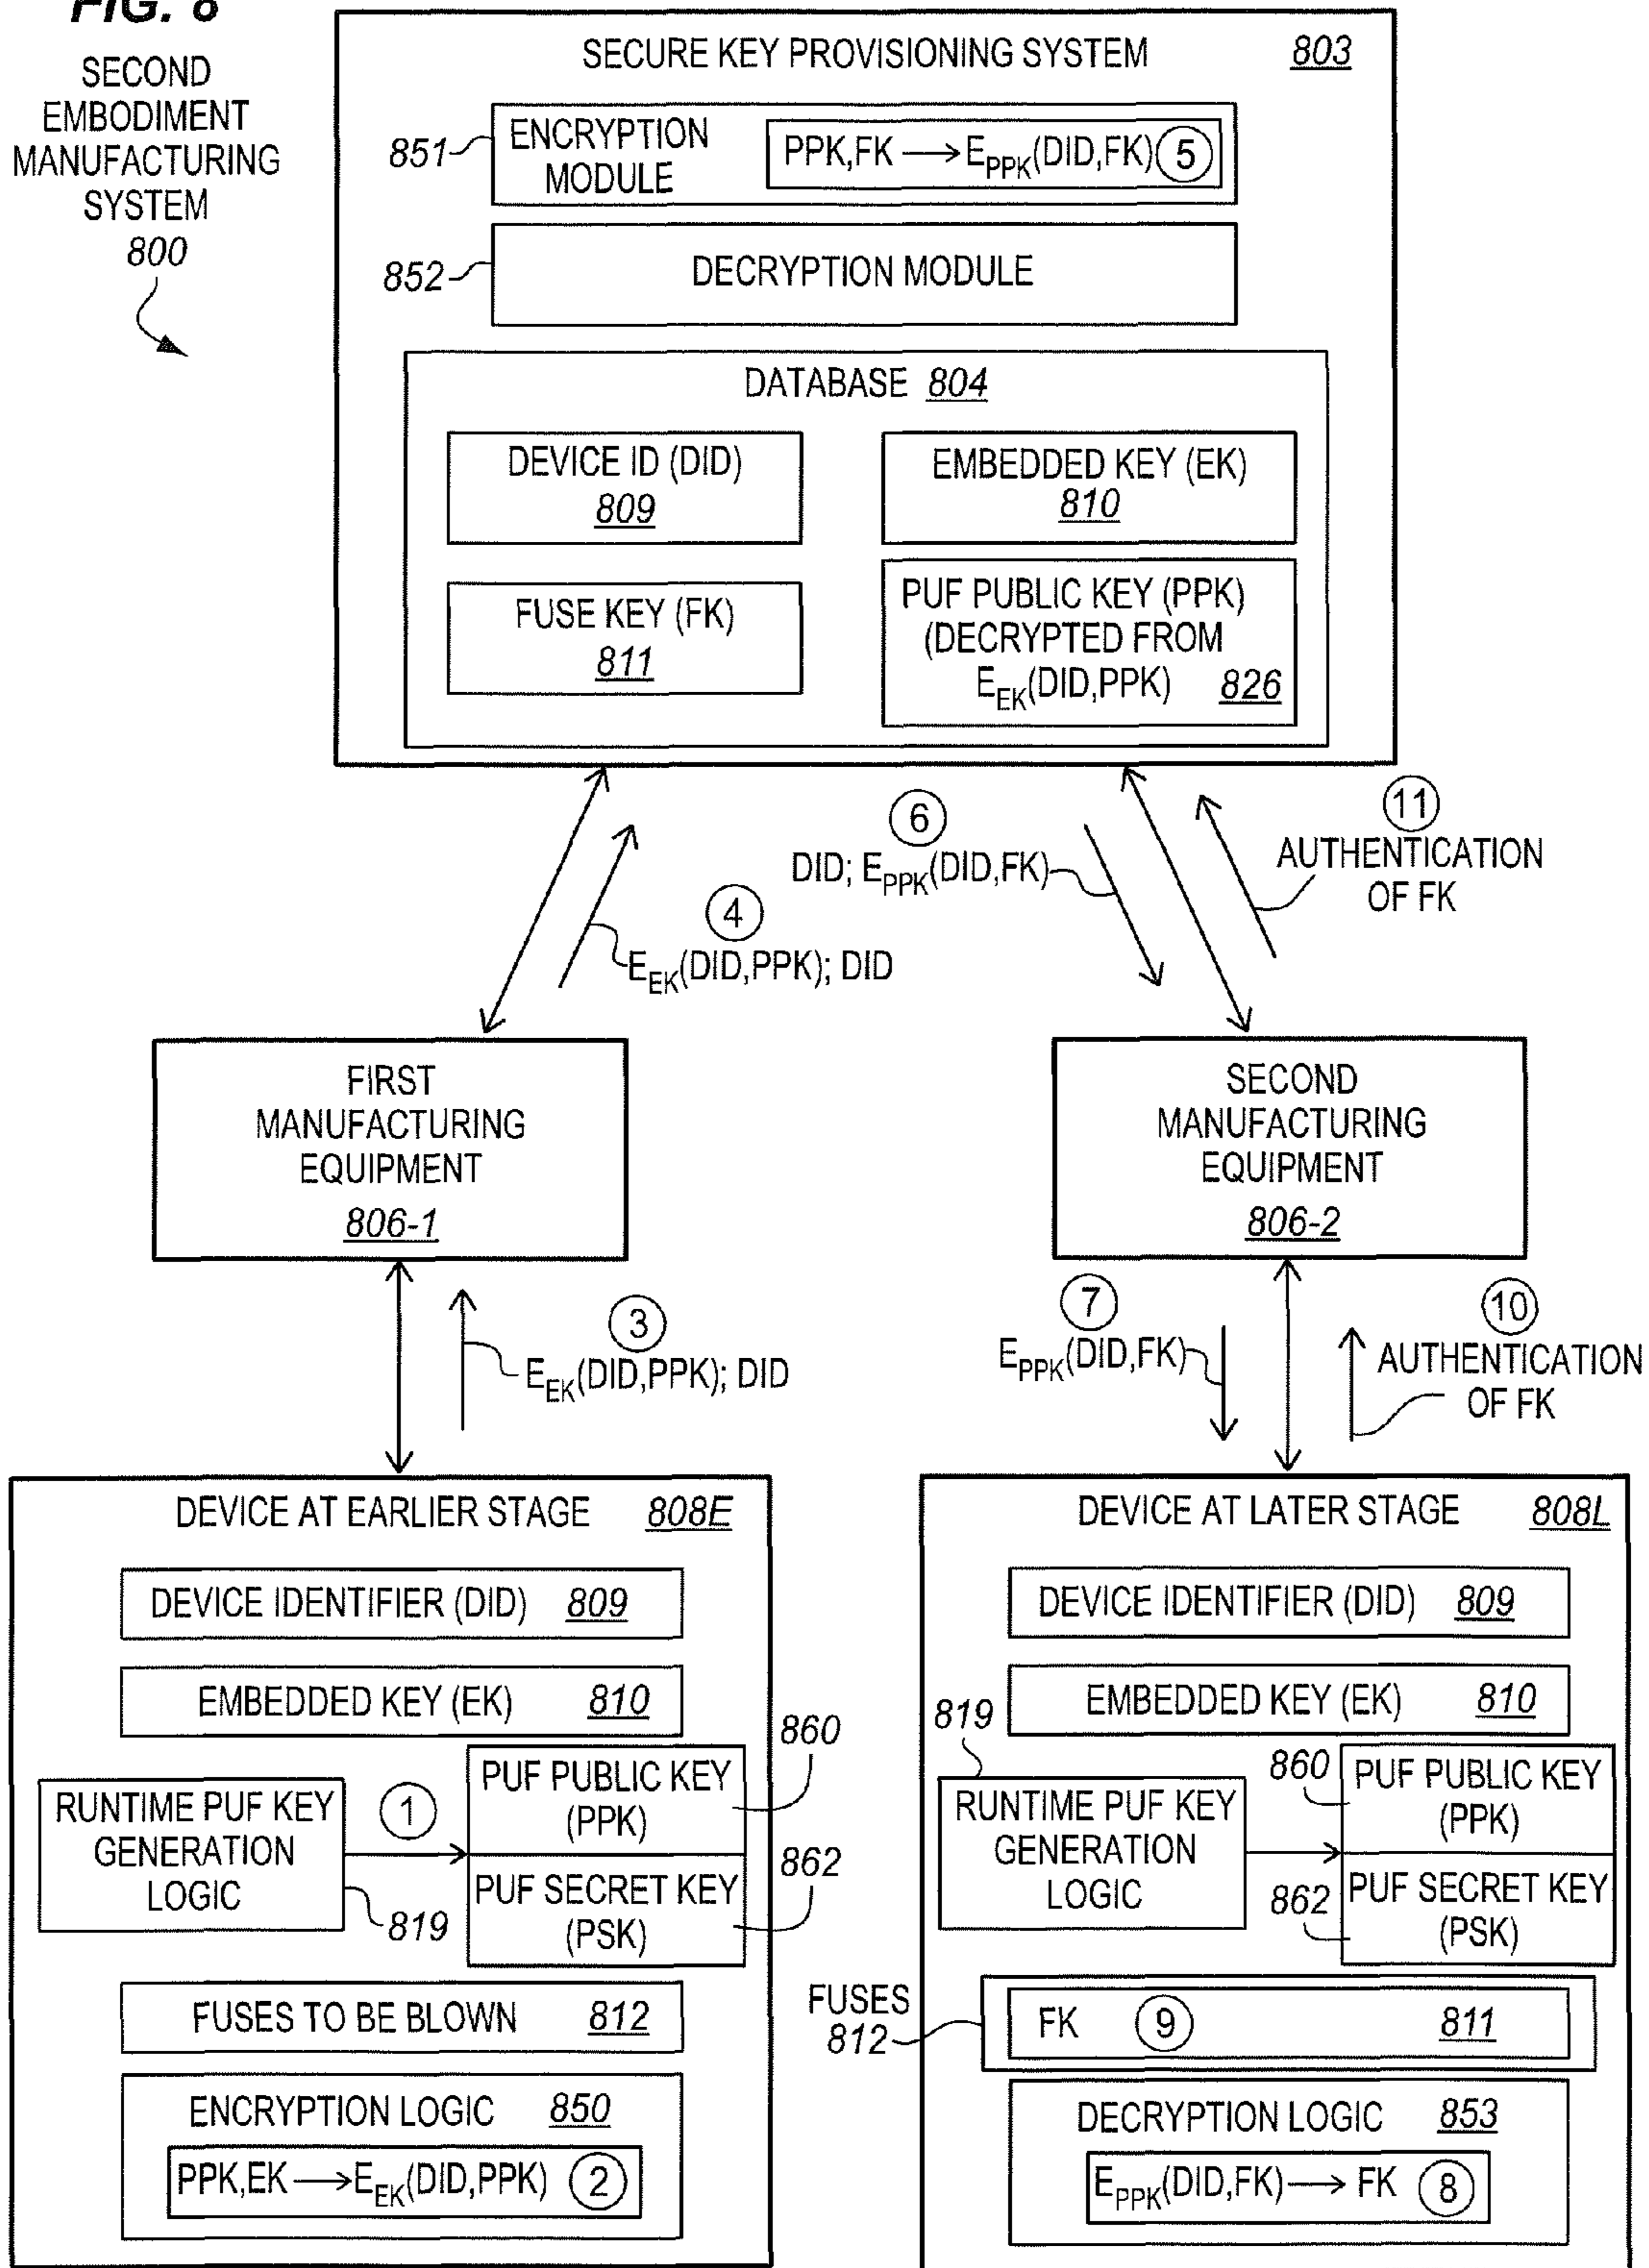 FIG. 8
SECOND
EMBODIMENT
MANUFACTURING
SYSTEM
800
SECURE KEY PROVISIONING SYSTEM 803
851
ENCRYPTION
MODULE
PPK,FK → E_PPK(DID,FK) 5
852
DECRYPTION MODULE
DATABASE 804
DEVICE ID (DID)
809
EMBEDDED KEY (EK)
810
FUSE KEY (FK)
811
PUF PUBLIC KEY (PPK)
(DECRYPTED FROM
E_EK(DID,PPK) 826
4
E_EK(DID,PPK); DID
6
DID; E_PPK(DID,FK)
11
AUTHENTICATION
OF FK
FIRST
MANUFACTURING
EQUIPMENT
806-1
SECOND
MANUFACTURING
EQUIPMENT
806-2
3
E_EK(DID,PPK); DID
7
E_PPK(DID,FK)
10
AUTHENTICATION
OF FK
DEVICE AT EARLIER STAGE 808E
DEVICE IDENTIFIER (DID) 809
EMBEDDED KEY (EK) 810
RUNTIME PUF KEY
GENERATION
LOGIC
819
1
PUF PUBLIC KEY
(PPK)
860
PUF SECRET KEY
(PSK)
862
FUSES TO BE BLOWN 812
ENCRYPTION LOGIC 850
PPK,EK → E_EK(DID,PPK) 2
DEVICE AT LATER STAGE 808L
DEVICE IDENTIFIER (DID) 809
EMBEDDED KEY (EK) 810
819
RUNTIME PUF KEY
GENERATION
LOGIC
860
PUF PUBLIC KEY
(PPK)
862
PUF SECRET KEY
(PSK)
FUSES
812
FK 9 811
DECRYPTION LOGIC 853
E_PPK(DID,FK) → FK 8